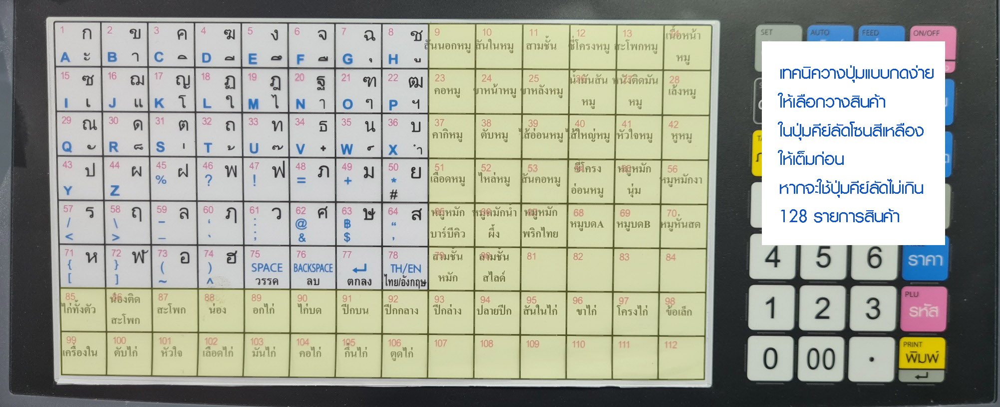 1 ก 2 ข 3 ค 4 ฆ 5 ง 6 จ 7 ฉ 8 ช 9 10 11 12 13 14
A ะ B า C ิ D ี E ึ F ื G ุ H ู สันนอกหมู สันในหมู สามชั้น ซี่โครงหมู สะโพกหมู เนื้อหน้า
หมู
15 ซ 16 ฌ 17 ญ 18 ฏ 19 ฎ 20 ฐ 21 ฑ 22 ฒ 23 24 25 น้ำมันสัน หนังติดมัน 28
I เ J แ K โ L ใ M ไ N า O ๆ P ฯ คอหมู ขาหน้าหมู ขาหลังหมู หมู หมู เล้งหมู
29 ณ 30 ด 31 ต 32 ถ 33 ท 34 ธ 35 น 36 บ 37 38 39 40 41 42
Q ั R ็ S ่ T ้ U ๊ V ๋ W ์ X ำ คากิหมู ตับหมู ไส้อ่อนหมู ไส้ใหญ่หมู หัวใจหมู หูหมู
43 ป 44 ผ 45 ฝ 46 พ 47 ฟ 48 ภ 49 ม 50 ย 51 52 53 ซี่โครง หมูหมัก 56
Y Z % ? ! = + * # เลือดหมู ไหล่หมู สันคอหมู อ่อนหมู นุ่ม หมูหมักงา
57 ร 58 ฤ 59 ล 60 ภ 61 ว 62 ศ 63 ษ 64 ส หมูหมัก หมูหมักน้ำ หมูหมัก 68 69 70
/ \ – ‘ : @ ฿ “ บาร์บีคิว ผึ้ง พริกไทย หมูบดA หมูบดB หมูหั่นสด
< > _ ` ; & $ ,
71 ห 72 ฬ 73 อ 74 ฮ 75 76 77 78 สามชั้น สามชั้น 81 82 83 84
{ } ( ) SPACE BACKSPACE ↵ TH/EN หมัก สไลด์
[ ] ~ ^ วรรค ลบ ตกลง ไทย/อังกฤษ
85 น่องติด 87 88 89 90 91 92 93 94 95 96 97 98
ไก่ทั้งตัว สะโพก สะโพก น่อง อกไก่ ไก่บด ปีกบน ปีกกลาง ปีกล่าง ปลายปีก สันในไก่ ขาไก่ โครงไก่ ข้อเล็ก
99 100 101 102 103 104 105 106 107 108 109 110 111 112
เครื่องใน ตับไก่ หัวใจ เลือดไก่ มันไก่ คอไก่ กึ๋นไก่ ตูดไก่
SET AUTO FEED ON/OFF
เทคนิควางปุ่มแบบกดง่าย
ให้เลือกวางสินค้า
ในปุ่มคีย์ลัดโซนสีเหลือง
ให้เต็มก่อน
หากจะใช้ปุ่มคีย์ลัดไม่เกิน
128 รายการสินค้า
4 5 6 ราคา
1 2 3 PLU รหัส
0 00 . PRINT พิมพ์ ↵